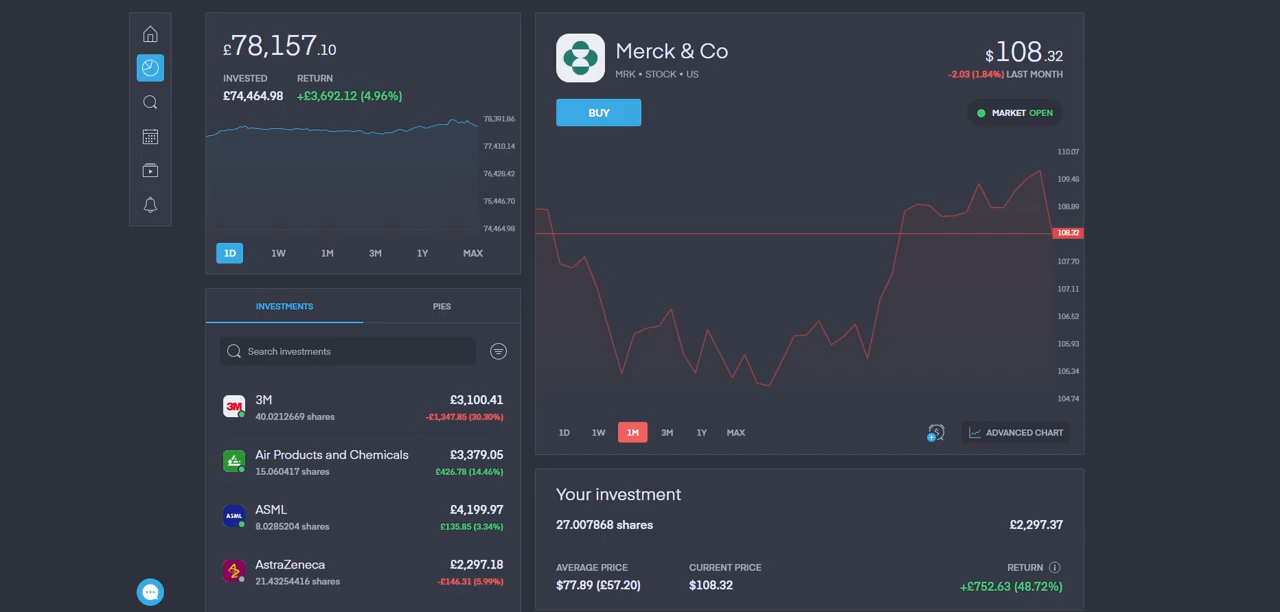 £78,157.10
INVESTED RETURN
£74,464.98 +£3,692.12 (4.96%)
78,391.86
77,410.14
76,428.42
75,446.70
74,464.98
1D 1W 1M 3M 1Y MAX
INVESTMENTS PIES
Search investments
3M £3,100.41
40.0212669 shares -£1,347.85 (30.30%)
Air Products and Chemicals £3,379.05
15.060417 shares £426.78 (14.46%)
ASML
ASML £4,199.97
8.0285204 shares £135.85 (3.34%)
AstraZeneca £2,297.18
21.43254416 shares -£146.31 (5.99%)
Merck & Co $108.32
MRK • STOCK • US -2.03 (1.84%) LAST MONTH
BUY MARKET OPEN
110.07
109.48
108.89
108.32
107.70
107.11
106.52
105.93
105.34
104.74
1D 1W 1M 3M 1Y MAX ADVANCED CHART
Your investment
27.007868 shares £2,297.37
AVERAGE PRICE CURRENT PRICE RETURN
$77.89 (£57.20) $108.32 +£752.63 (48.72%)